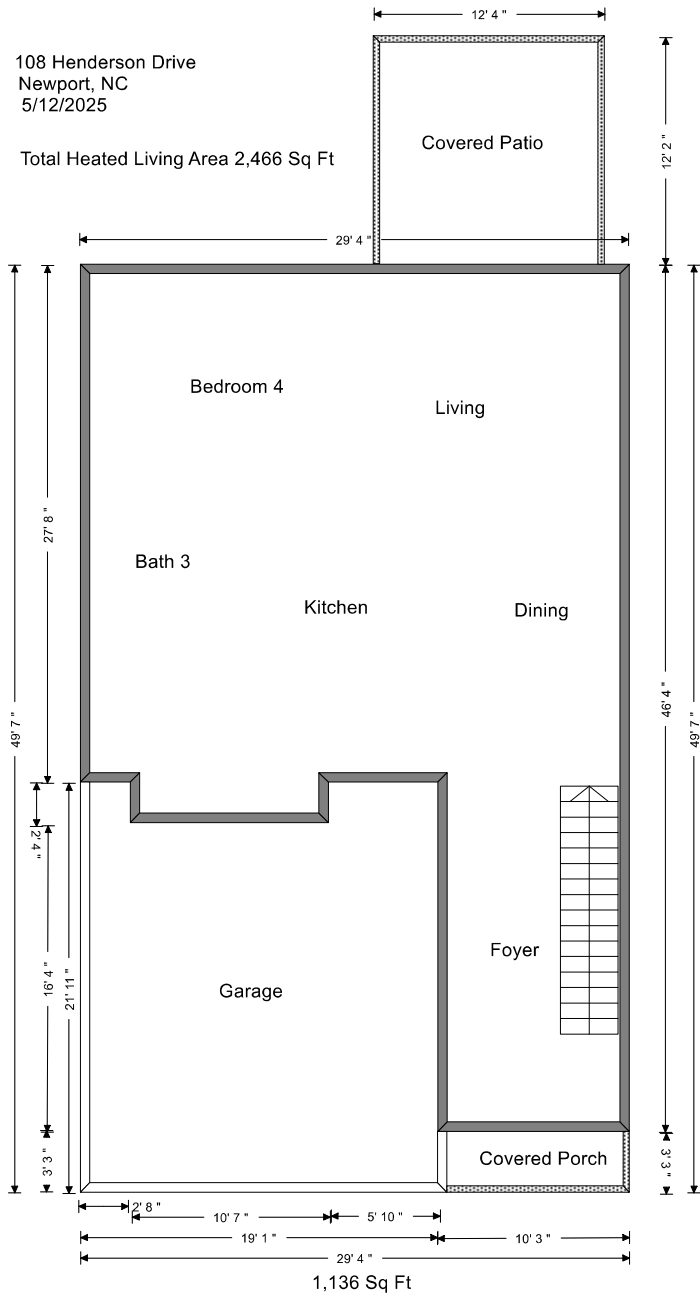 12' 4 "
108 Henderson Drive
Newport, NC
5/12/2025
Total Heated Living Area 2,466 Sq Ft
Covered Patio
12' 2 "
29' 4 "
Bedroom 4
Living
27' 8 "
Bath 3
Kitchen
Dining
49' 7 "
46' 4 "
49' 7 "
2' 4 "
Foyer
16' 4 "
21' 11 "
Garage
3' 3 "
Covered Porch
3' 3 "
2' 8 "
10' 7 "
5' 10 "
19' 1 "
10' 3 "
29' 4 "
1,136 Sq Ft